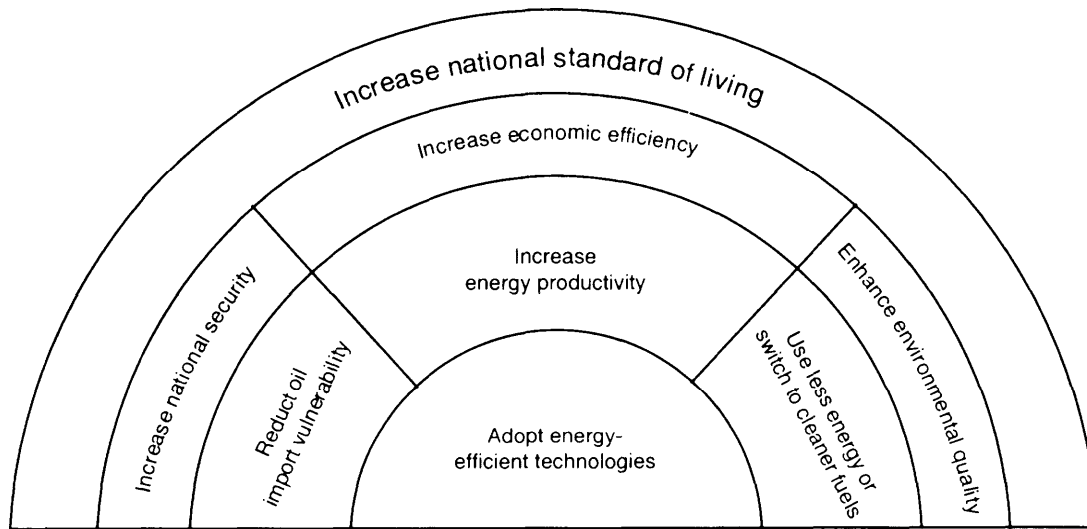 Increase national standard of living
Increase economic efficiency
Increase
energy productivity
Increase national security
Reduct oil
import vulnerability
Adopt energy-
efficient technologies
Use less energy or
switch to cleaner fuels
Enhance environmental quality